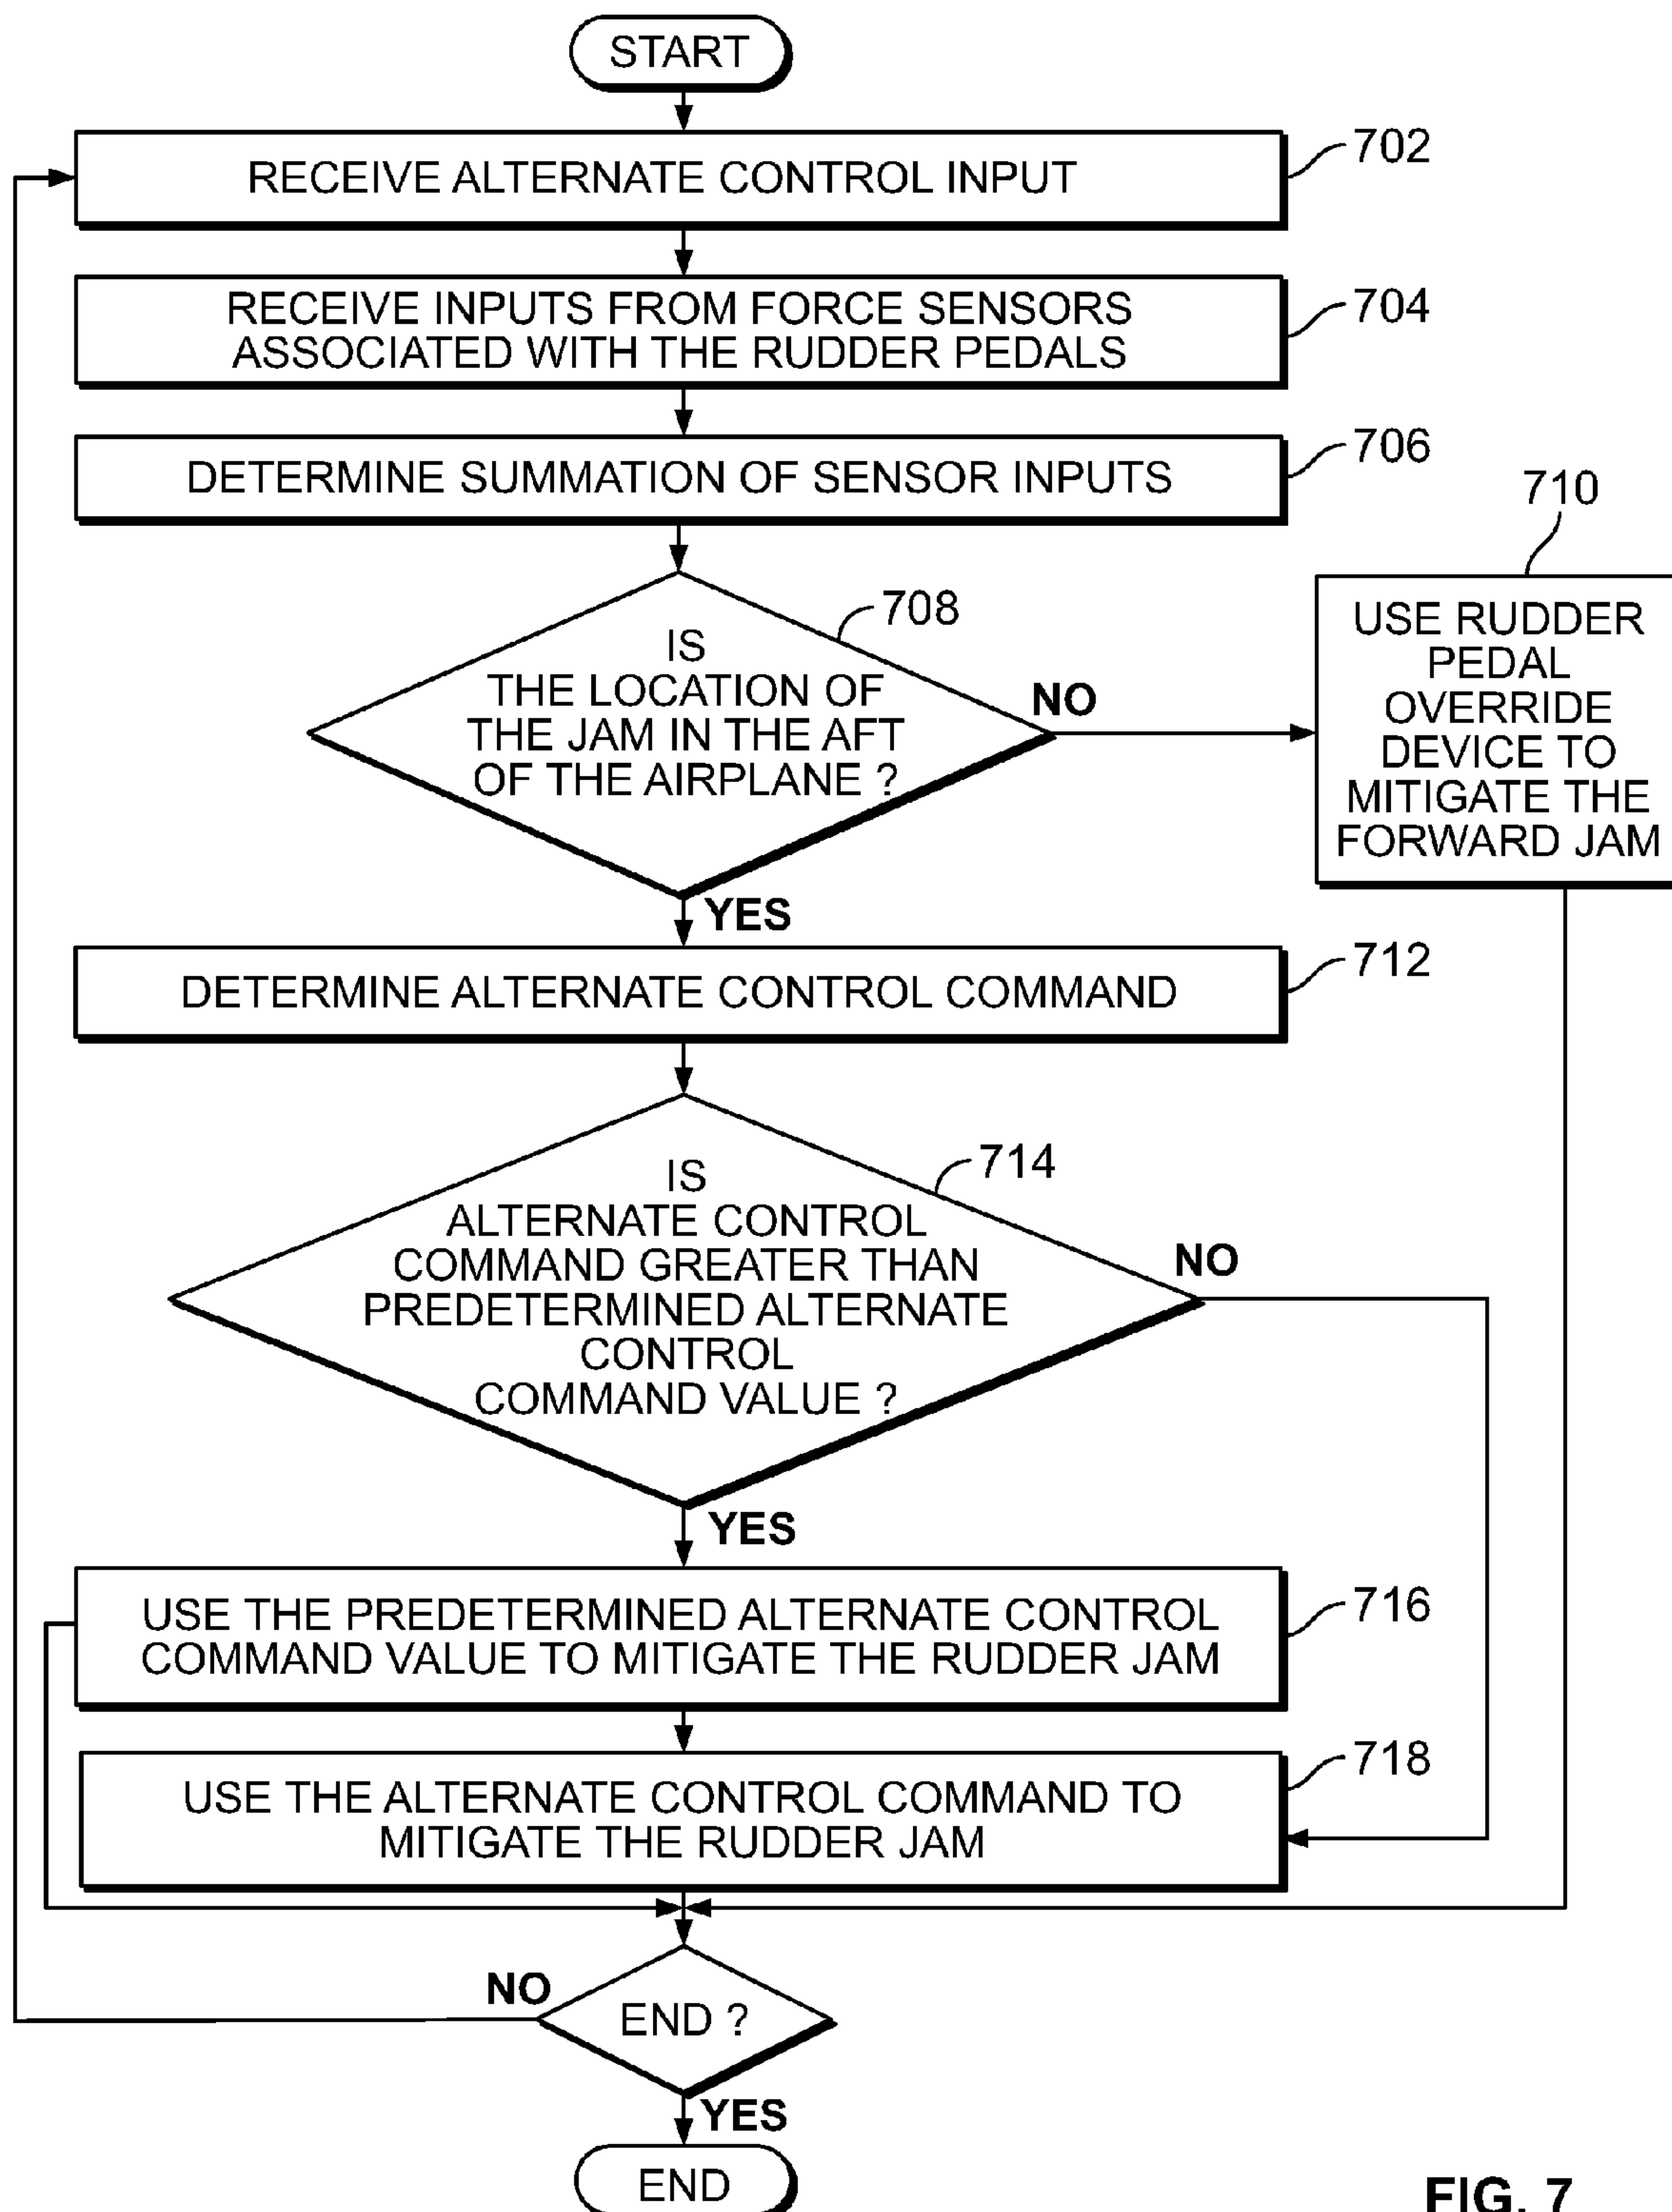 START
RECEIVE ALTERNATE CONTROL INPUT
702
RECEIVE INPUTS FROM FORCE SENSORS
ASSOCIATED WITH THE RUDDER PEDALS
704
DETERMINE SUMMATION OF SENSOR INPUTS
706
IS
THE LOCATION OF
THE JAM IN THE AFT
OF THE AIRPLANE ?
708
NO
710
USE RUDDER
PEDAL
OVERRIDE
DEVICE TO
MITIGATE THE
FORWARD JAM
YES
DETERMINE ALTERNATE CONTROL COMMAND
712
IS
ALTERNATE CONTROL
COMMAND GREATER THAN
PREDETERMINED ALTERNATE
CONTROL
COMMAND VALUE ?
714
NO
YES
USE THE PREDETERMINED ALTERNATE CONTROL
COMMAND VALUE TO MITIGATE THE RUDDER JAM
716
USE THE ALTERNATE CONTROL COMMAND TO
MITIGATE THE RUDDER JAM
718
NO
END ?
YES
END
FIG. 7